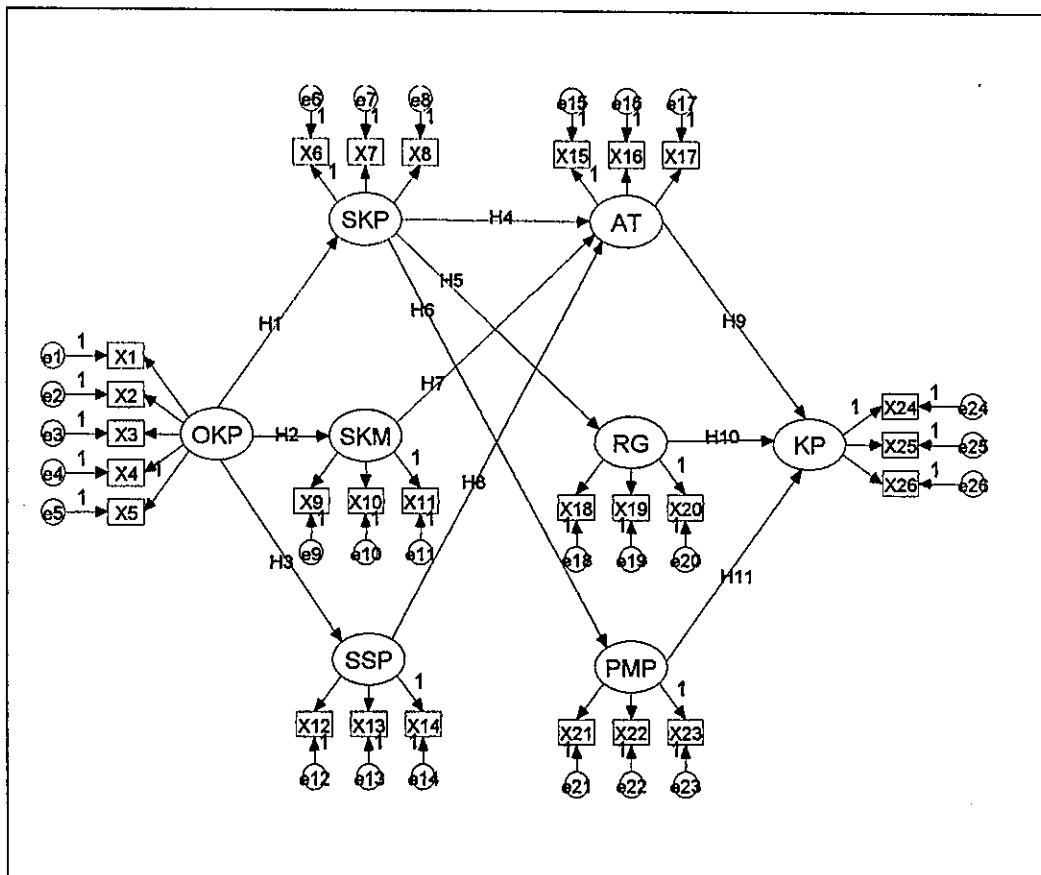 e6 e7 e8 e15 e16 e17
1 1 1 1 1 1
X6 X7 X8 X15 X16 X17
1 1
SKP H4 AT
H5
H6
H1 H9
e1 1 X1
H7
e2 1 X2
1 X24 1 e24
e3 1 X3 OKP H2 SKM RG H10 KP X25 1 e25
e4 1 X4 1 1 1 X26 1 e26
H8
e5 1 X5 X9 X10 X11 X18 X19 X20
1 1 1 1 1 1
e9 e10 e11 e18 e19 e20
H3 H11
SSP PMP
1 1
X12 X13 X14 X21 X22 X23
1 1 1 1 1 1
e12 e13 e14 e21 e22 e23